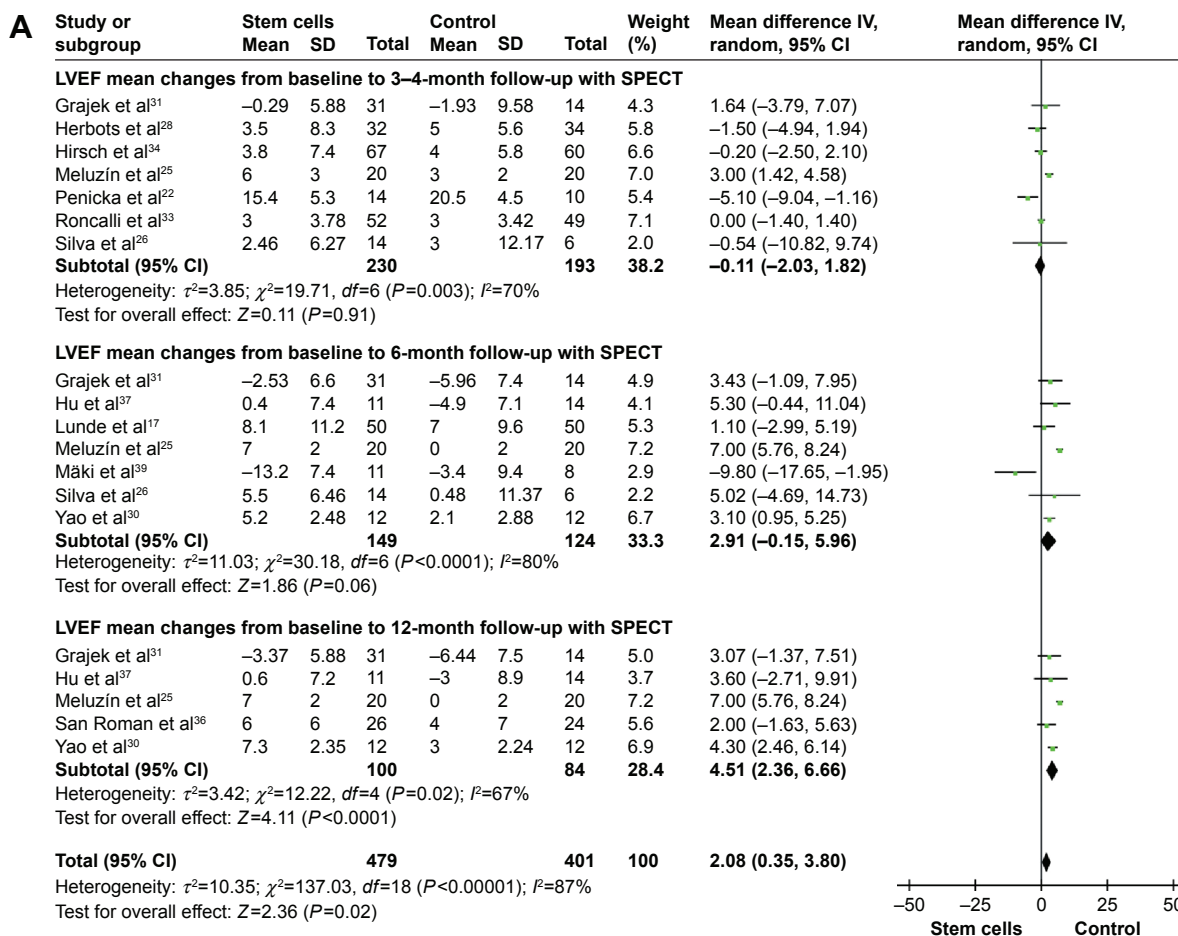 A
Study or subgroup Stem cells Mean SD Total Control Mean SD Total Weight (%) Mean difference IV, random, 95% CI Mean difference IV, random, 95% CI
LVEF mean changes from baseline to 3–4-month follow-up with SPECT
Grajek et al31 –0.29 5.88 31 –1.93 9.58 14 4.3 1.64 (–3.79, 7.07)
Herbots et al28 3.5 8.3 32 5 5.6 34 5.8 –1.50 (–4.94, 1.94)
Hirsch et al34 3.8 7.4 67 4 5.8 60 6.6 –0.20 (–2.50, 2.10)
Meluzín et al25 6 3 20 3 2 20 7.0 3.00 (1.42, 4.58)
Penicka et al22 15.4 5.3 14 20.5 4.5 10 5.4 –5.10 (–9.04, –1.16)
Roncalli et al33 3 3.78 52 3 3.42 49 7.1 0.00 (–1.40, 1.40)
Silva et al26 2.46 6.27 14 3 12.17 6 2.0 –0.54 (–10.82, 9.74)
Subtotal (95% CI) 230 193 38.2 –0.11 (–2.03, 1.82)
Heterogeneity: τ²=3.85; χ²=19.71, df=6 (P=0.003); I²=70%
Test for overall effect: Z=0.11 (P=0.91)
LVEF mean changes from baseline to 6-month follow-up with SPECT
Grajek et al31 –2.53 6.6 31 –5.96 7.4 14 4.9 3.43 (–1.09, 7.95)
Hu et al37 0.4 7.4 11 –4.9 7.1 14 4.1 5.30 (–0.44, 11.04)
Lunde et al17 8.1 11.2 50 7 9.6 50 5.3 1.10 (–2.99, 5.19)
Meluzín et al25 7 2 20 0 2 20 7.2 7.00 (5.76, 8.24)
Mäki et al39 –13.2 7.4 11 –3.4 9.4 8 2.9 –9.80 (–17.65, –1.95)
Silva et al26 5.5 6.46 14 0.48 11.37 6 2.2 5.02 (–4.69, 14.73)
Yao et al30 5.2 2.48 12 2.1 2.88 12 6.7 3.10 (0.95, 5.25)
Subtotal (95% CI) 149 124 33.3 2.91 (–0.15, 5.96)
Heterogeneity: τ²=11.03; χ²=30.18, df=6 (P<0.0001); I²=80%
Test for overall effect: Z=1.86 (P=0.06)
LVEF mean changes from baseline to 12-month follow-up with SPECT
Grajek et al31 –3.37 5.88 31 –6.44 7.5 14 5.0 3.07 (–1.37, 7.51)
Hu et al37 0.6 7.2 11 –3 8.9 14 3.7 3.60 (–2.71, 9.91)
Meluzín et al25 7 2 20 0 2 20 7.2 7.00 (5.76, 8.24)
San Roman et al36 6 6 26 4 7 24 5.6 2.00 (–1.63, 5.63)
Yao et al30 7.3 2.35 12 3 2.24 12 6.9 4.30 (2.46, 6.14)
Subtotal (95% CI) 100 84 28.4 4.51 (2.36, 6.66)
Heterogeneity: τ²=3.42; χ²=12.22, df=4 (P=0.02); I²=67%
Test for overall effect: Z=4.11 (P<0.0001)
Total (95% CI) 479 401 100 2.08 (0.35, 3.80)
Heterogeneity: τ²=10.35; χ²=137.03, df=18 (P<0.00001); I²=87%
Test for overall effect: Z=2.36 (P=0.02)
–50 –25 0 25 50
Stem cells Control